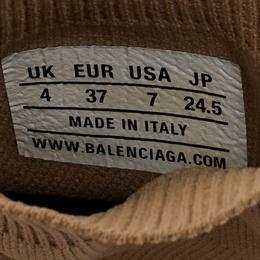 UK EUR USA JP
4 37 7 24.5
MADE IN ITALY
WWW.BALENCIAGA.COM